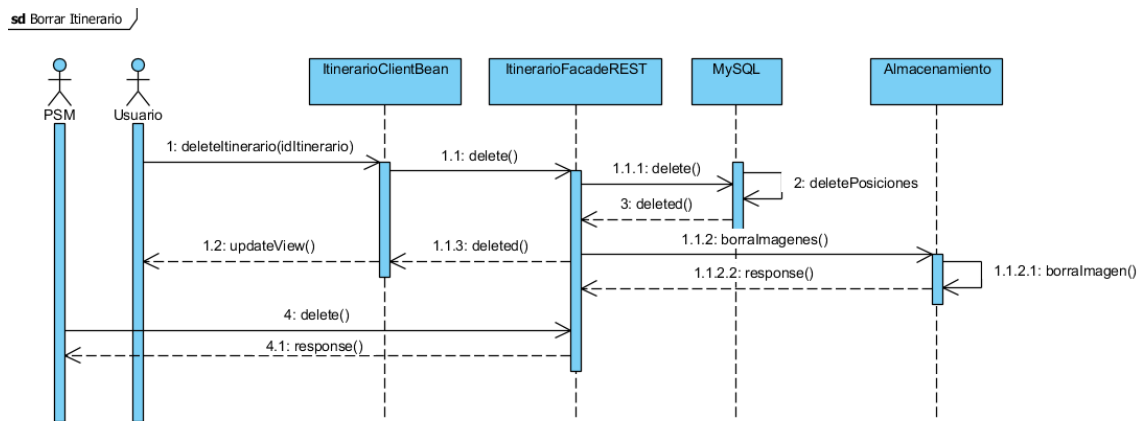 sd Borrar Itinerario
PSM
Usuario
ItinerarioClientBean
ItinerarioFacadeREST
MySQL
Almacenamiento
1: deleteItinerario(idItinerario)
1.1: delete()
1.1.1: delete()
2: deletePosiciones
3: deleted()
1.2: updateView()
1.1.3: deleted()
1.1.2: borraImagenes()
1.1.2.1: borraImagen()
1.1.2.2: response()
4: delete()
4.1: response()